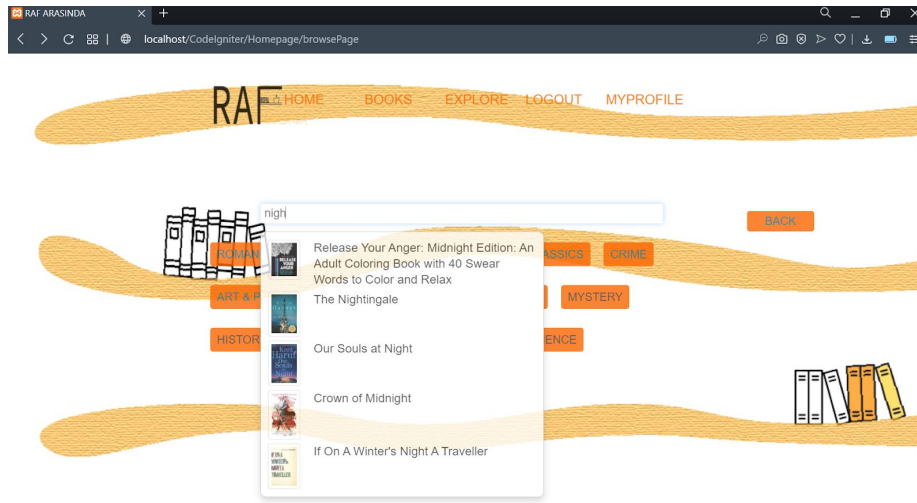 RAF ARASINDA
localhost/CodeIgniter/Homepage/browsePage
RAF
HOME BOOKS EXPLORE LOGOUT MYPROFILE
nigh
BACK
ROMAN ASSICS CRIME
ART & P MYSTERY
HISTOR ENCE
Release Your Anger: Midnight Edition: An
Adult Coloring Book with 40 Swear
Words to Color and Relax
The Nightingale
Our Souls at Night
Crown of Midnight
If On A Winter's Night A Traveller